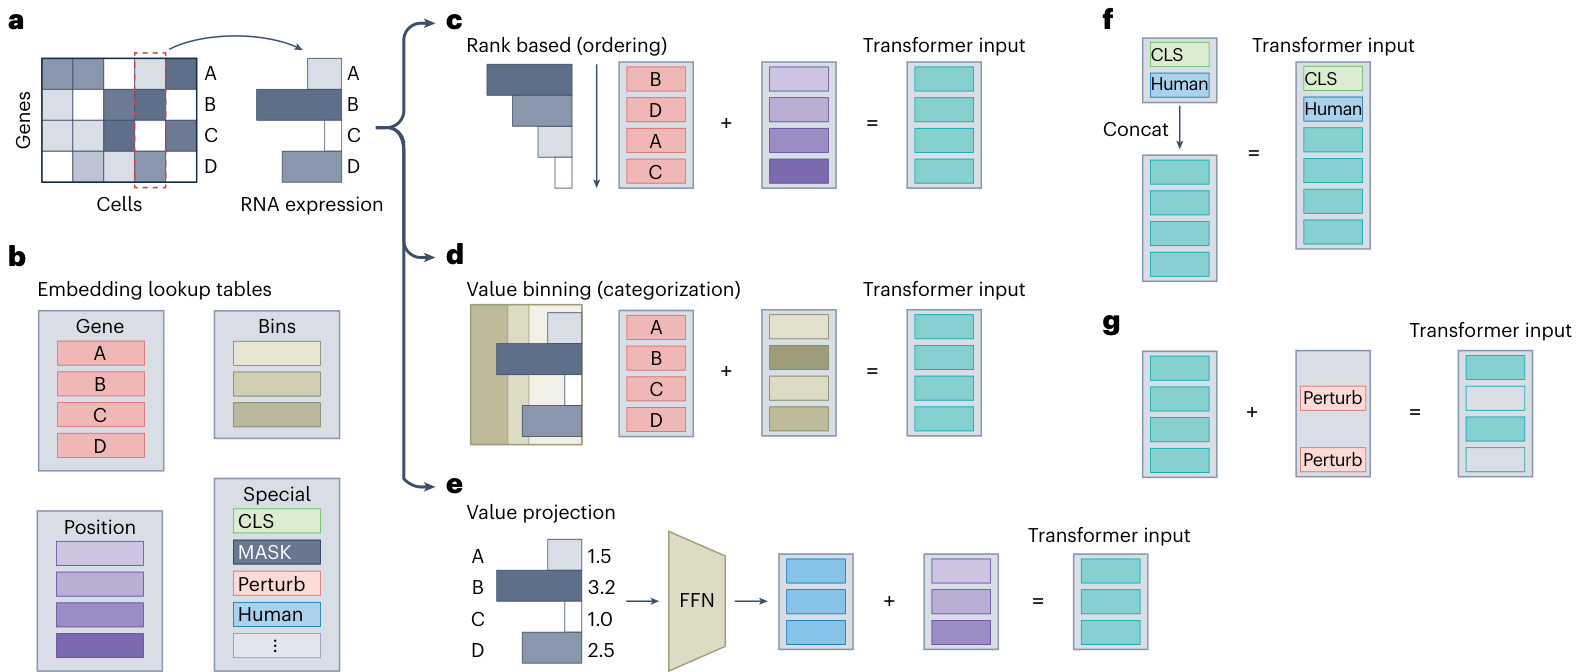 a
Genes
A
B
C
D
Cells
A
B
C
D
RNA expression
b
Embedding lookup tables
Gene
A
B
C
D
Bins
Position
Special
CLS
MASK
Perturb
Human
⋮
c
Rank based (ordering)
Transformer input
B
D
A
C
+
=
d
Value binning (categorization)
Transformer input
A
B
C
D
+
=
e
Value projection
A 1.5
B 3.2
C 1.0
D 2.5
FFN
+
=
Transformer input
f
CLS
Human
Concat
=
Transformer input
CLS
Human
g
Transformer input
+
Perturb
Perturb
=